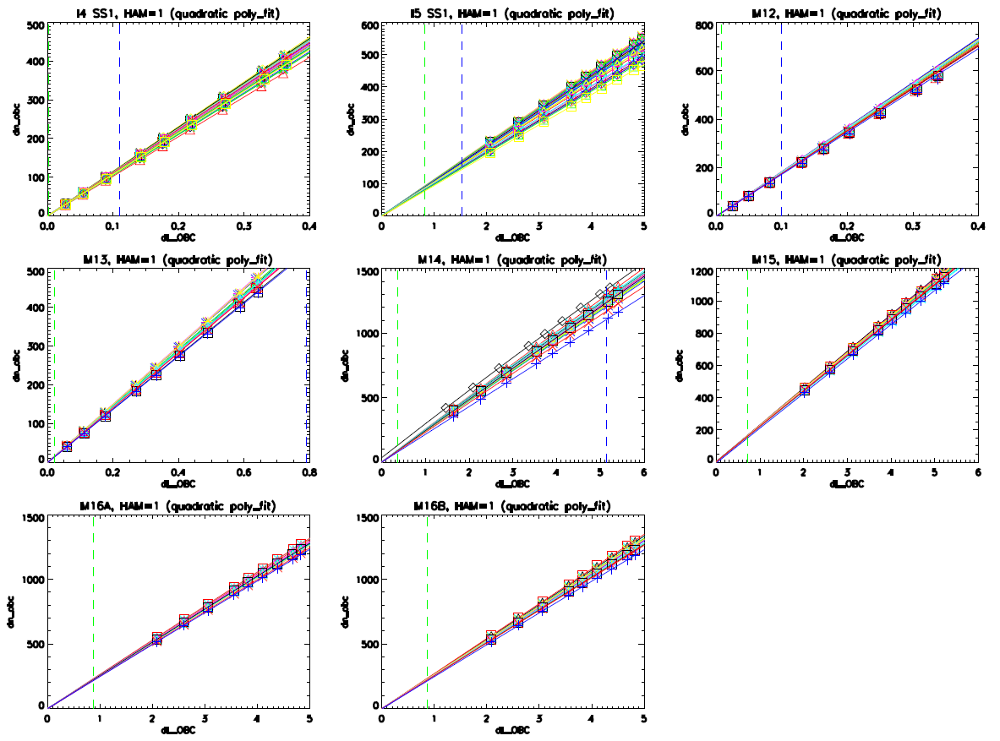 I4 SS1, HAM=1 (quadratic poly_fit)
500
400
300
200
100
0
dn_obc
0.0 0.1 0.2 0.3 0.4
dL_OBC
I5 SS1, HAM=1 (quadratic poly_fit)
600
500
400
300
200
100
0
dn_obc
0 1 2 3 4 5
dL_OBC
M12, HAM=1 (quadratic poly_fit)
800
600
400
200
0
dn_obc
0.0 0.1 0.2 0.3 0.4
dL_OBC
M13, HAM=1 (quadratic poly_fit)
500
400
300
200
100
0
dn_obc
0.0 0.2 0.4 0.6 0.8
dL_OBC
M14, HAM=1 (quadratic poly_fit)
1500
1000
500
0
dn_obc
0 1 2 3 4 5 6
dL_OBC
M15, HAM=1 (quadratic poly_fit)
1200
1000
800
600
400
200
0
dn_obc
0 1 2 3 4 5 6
dL_OBC
M16A, HAM=1 (quadratic poly_fit)
1500
1000
500
0
dn_obc
0 1 2 3 4 5
dL_OBC
M16B, HAM=1 (quadratic poly_fit)
1500
1000
500
0
dn_obc
0 1 2 3 4 5
dL_OBC